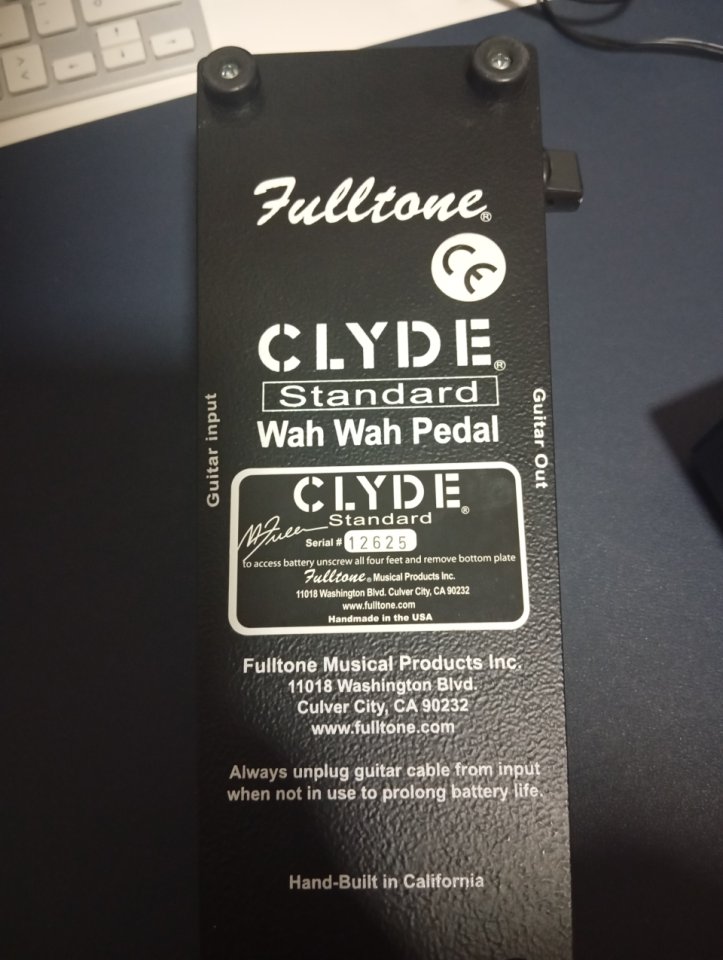 Fulltone®
CE
CLYDE®
Standard
Wah Wah Pedal
Guitar input
Guitar Out
CLYDE®
Standard
Serial # 12625
to access battery unscrew all four feet and remove bottom plate
Fulltone® Musical Products Inc.
11018 Washington Blvd. Culver City, CA 90232
www.fulltone.com
Handmade in the USA
Fulltone Musical Products Inc.
11018 Washington Blvd.
Culver City, CA 90232
www.fulltone.com
Always unplug guitar cable from input
when not in use to prolong battery life.
Hand-Built in California